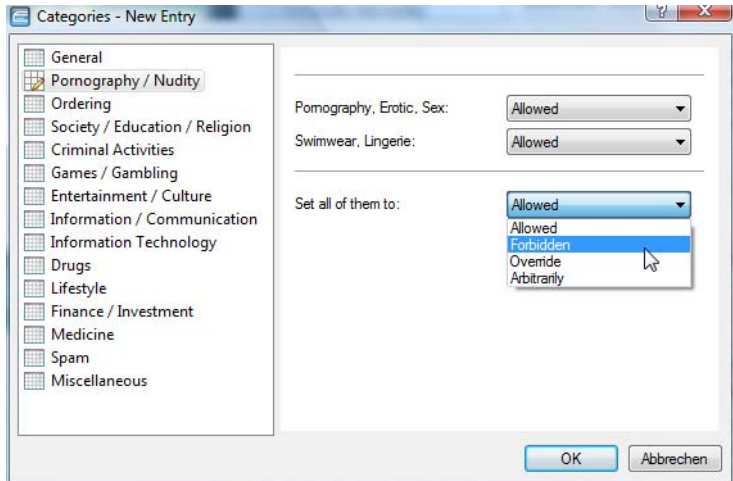 Categories - New Entry
General
Pornography / Nudity
Ordering
Society / Education / Religion
Criminal Activities
Games / Gambling
Entertainment / Culture
Information / Communication
Information Technology
Drugs
Lifestyle
Finance / Investment
Medicine
Spam
Miscellaneous
Pornography, Erotic, Sex: Allowed
Swimwear, Lingerie: Allowed
Set all of them to: Allowed
Allowed
Forbidden
Override
Arbitrarily
OK Abbrechen